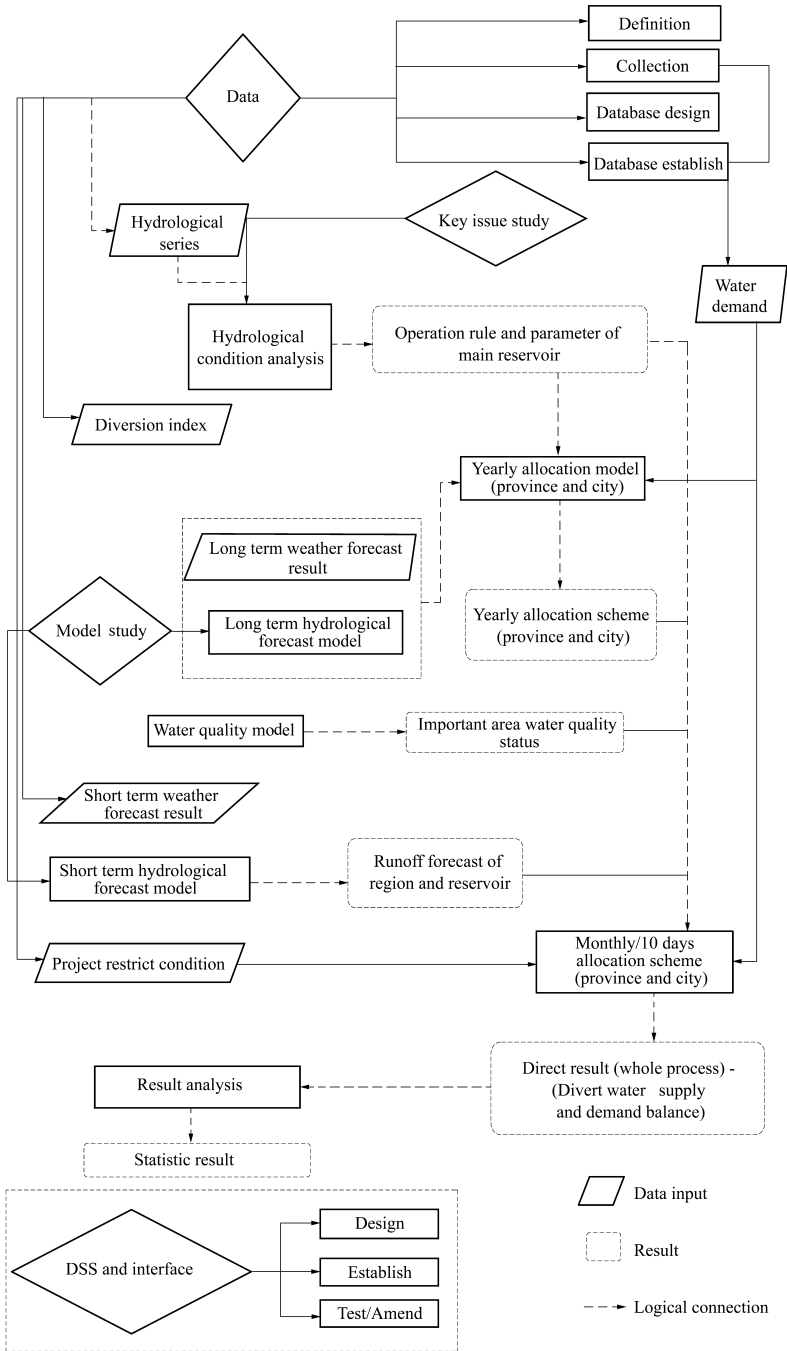 Definition
Collection
Data
Database design
Database establish
Hydrological
series
Key issue study
Water
demand
Hydrological
condition analysis
Operation rule and parameter of
main reservoir
Diversion index
Yearly allocation model
(province and city)
Long term weather forecast
result
Yearly allocation scheme
(province and city)
Model study
Long term hydrological
forecast model
Water quality model
Important area water quality
status
Short term weather
forecast result
Short term hydrological
forecast model
Runoff forecast of
region and reservoir
Project restrict condition
Monthly/10 days
allocation scheme
(province and city)
Direct result (whole process) -
(Divert water supply
and demand balance)
Result analysis
Statistic result
Data input
DSS and interface
Design
Establish
Test/Amend
Result
Logical connection